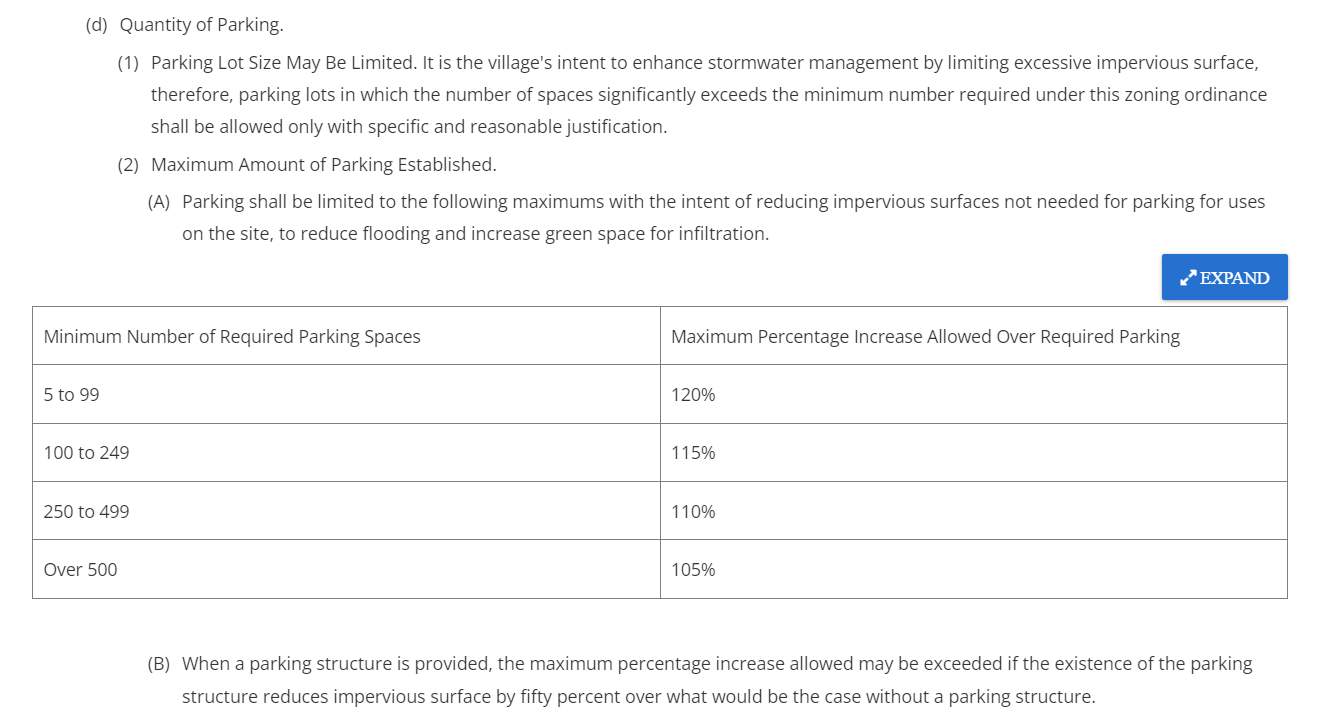 (d) Quantity of Parking.
(1) Parking Lot Size May Be Limited. It is the village's intent to enhance stormwater management by limiting excessive impervious surface,
therefore, parking lots in which the number of spaces significantly exceeds the minimum number required under this zoning ordinance
shall be allowed only with specific and reasonable justification.
(2) Maximum Amount of Parking Established.
(A) Parking shall be limited to the following maximums with the intent of reducing impervious surfaces not needed for parking for uses
on the site, to reduce flooding and increase green space for infiltration.
EXPAND
Minimum Number of Required Parking Spaces Maximum Percentage Increase Allowed Over Required Parking
5 to 99 120%
100 to 249 115%
250 to 499 110%
Over 500 105%
(B) When a parking structure is provided, the maximum percentage increase allowed may be exceeded if the existence of the parking
structure reduces impervious surface by fifty percent over what would be the case without a parking structure.